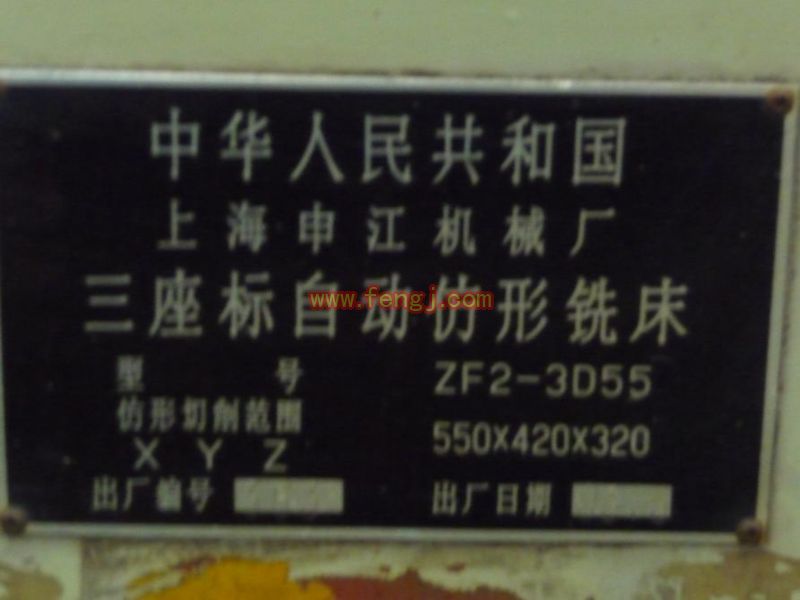 中华人民共和国
上海申江机械厂
三座标自动仿形铣床
www.fengj.com
型号 ZF2-3D55
仿形切削范围
X Y Z 550X420X320
出厂编号 出厂日期